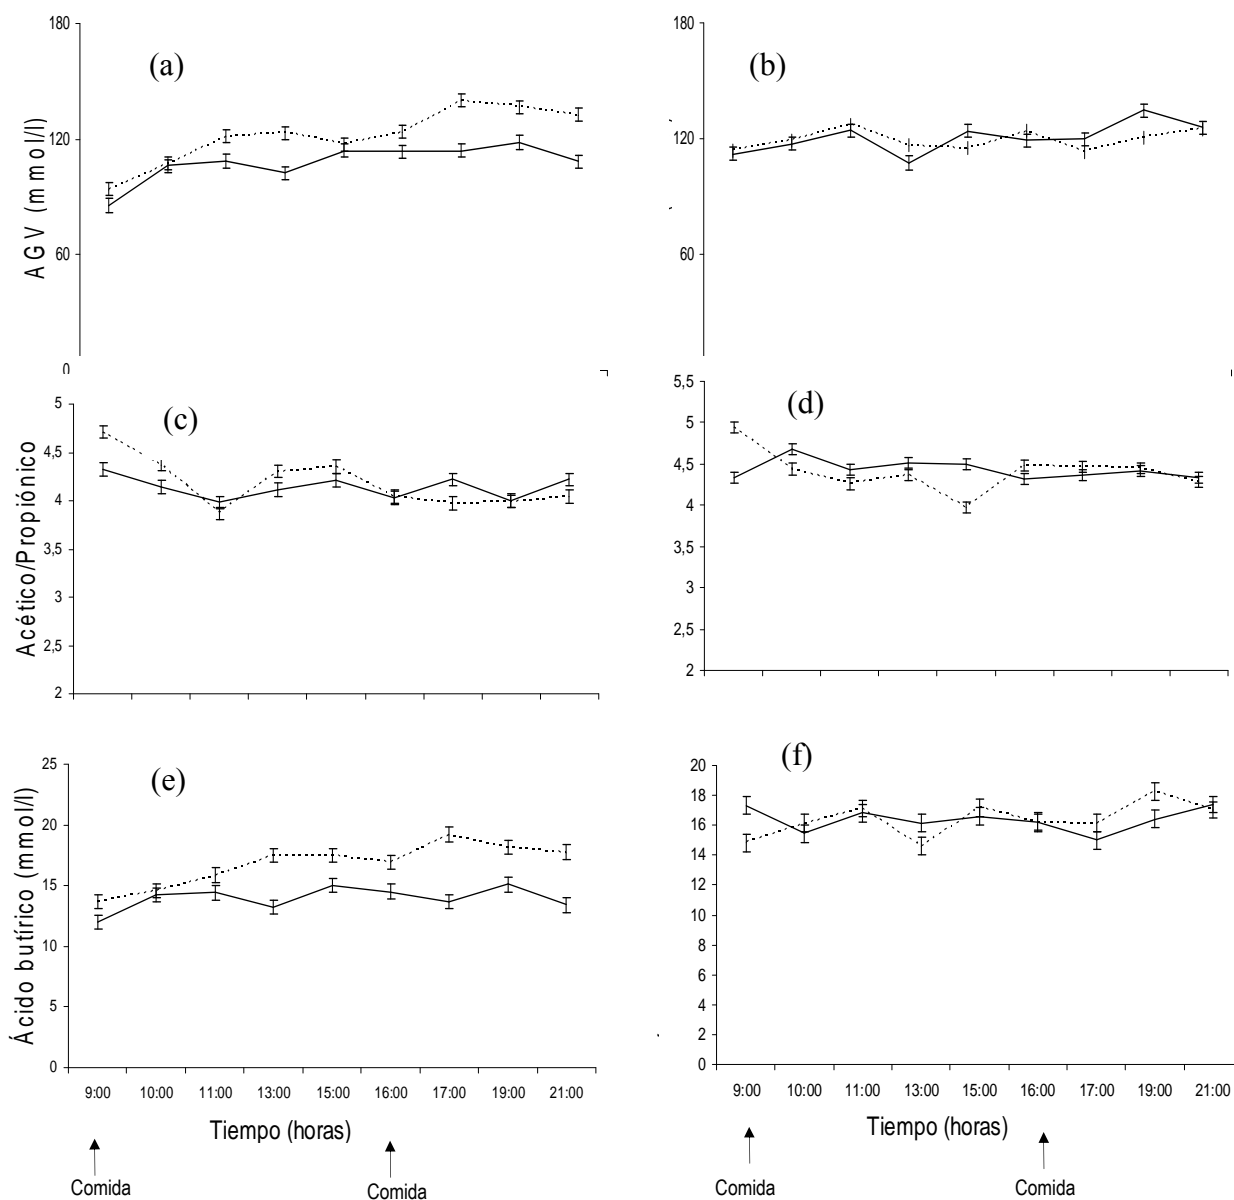 180
(a)
120
AGV (mmol/l)
60
0
180
(b)
120
60
5
(c)
4,5
4
3,5
3
2,5
2
Acético/Propiónico
5,5
(d)
5
4,5
4
3,5
3
2,5
2
25
(e)
20
15
10
5
0
Ácido butírico (mmol/l)
9:00 10:00 11:00 13:00 15:00 16:00 17:00 19:00 21:00
Tiempo (horas)
Comida Comida
20
(f)
18
16
14
12
10
8
6
4
2
0
9:00 10:00 11:00 13:00 15:00 16:00 17:00 19:00 21:00
Tiempo (horas)
Comida Comida